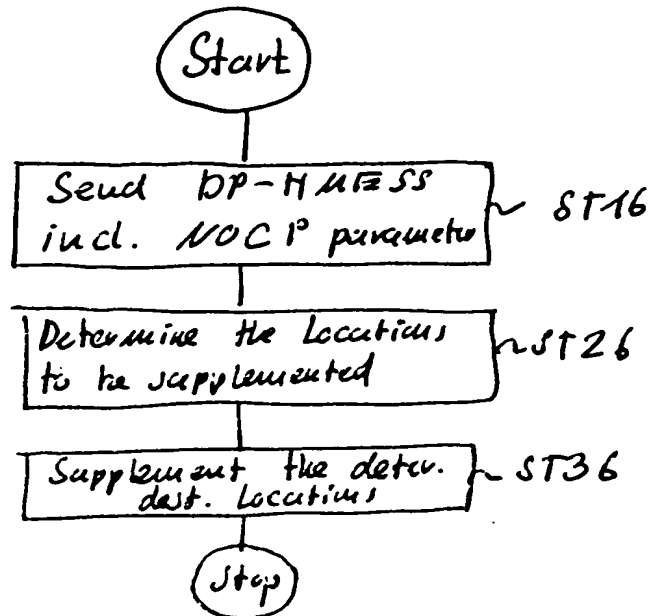 Start
Send DP-HMESS
incl. NOCP parameter
ST16
Determine the Locations
to be supplemented
ST26
Supplement the deter.
dest. Locations
ST36
Stop